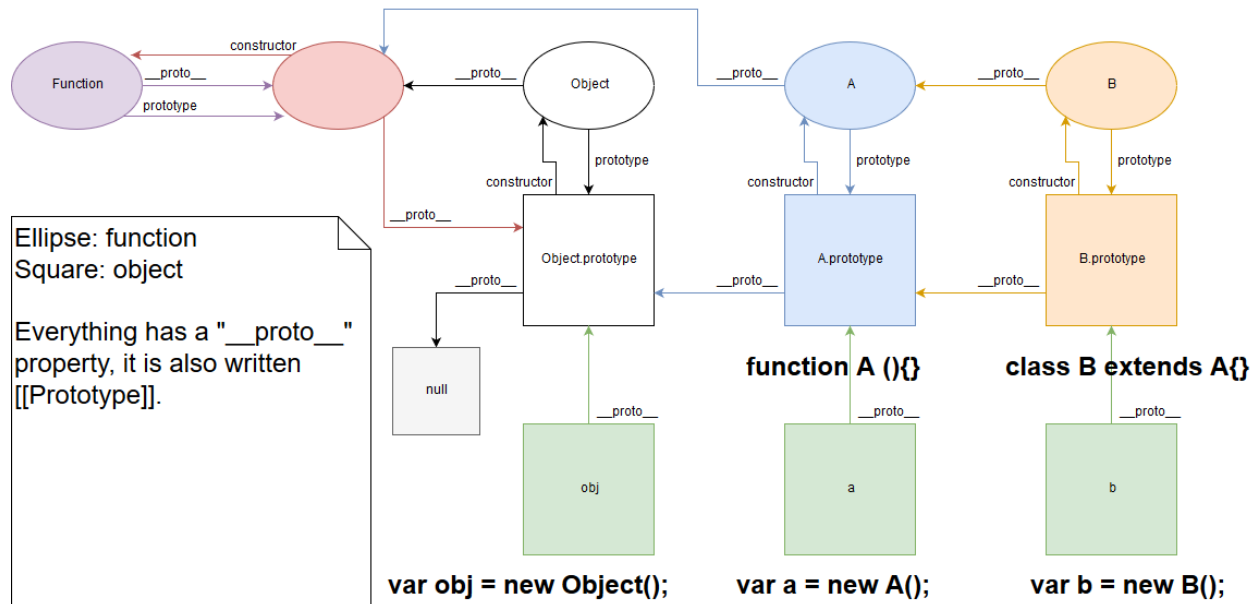 constructor
Function
__proto__
prototype
__proto__
Object
__proto__
A
__proto__
B
prototype
constructor
prototype
constructor
prototype
constructor
__proto__
Ellipse: function
Square: object
Everything has a "__proto__"
property, it is also written
[[Prototype]].
Object.prototype
A.prototype
B.prototype
__proto__
__proto__
__proto__
null
function A (){}
class B extends A{}
__proto__
__proto__
__proto__
obj
a
b
var obj = new Object();
var a = new A();
var b = new B();